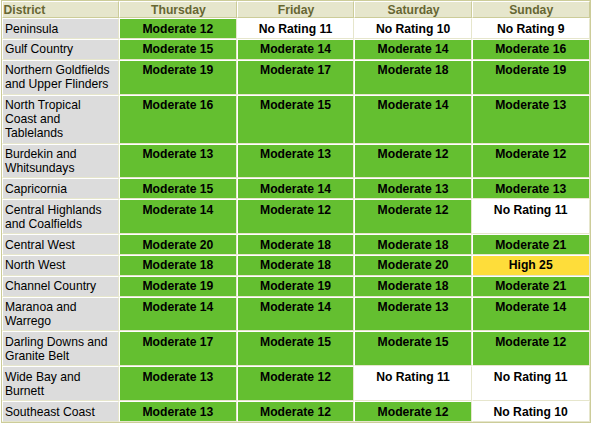 District Thursday Friday Saturday Sunday
Peninsula Moderate 12 No Rating 11 No Rating 10 No Rating 9
Gulf Country Moderate 15 Moderate 14 Moderate 14 Moderate 16
Northern Goldfields Moderate 19 Moderate 17 Moderate 18 Moderate 19
and Upper Flinders
North Tropical Moderate 16 Moderate 15 Moderate 14 Moderate 13
Coast and
Tablelands
Burdekin and Moderate 13 Moderate 13 Moderate 12 Moderate 12
Whitsundays
Capricornia Moderate 15 Moderate 14 Moderate 13 Moderate 13
Central Highlands Moderate 14 Moderate 12 Moderate 12 No Rating 11
and Coalfields
Central West Moderate 20 Moderate 18 Moderate 18 Moderate 21
North West Moderate 18 Moderate 18 Moderate 20 High 25
Channel Country Moderate 19 Moderate 19 Moderate 18 Moderate 21
Maranoa and Moderate 14 Moderate 14 Moderate 13 Moderate 14
Warrego
Darling Downs and Moderate 17 Moderate 15 Moderate 15 Moderate 12
Granite Belt
Wide Bay and Moderate 13 Moderate 12 No Rating 11 No Rating 11
Burnett
Southeast Coast Moderate 13 Moderate 12 Moderate 12 No Rating 10